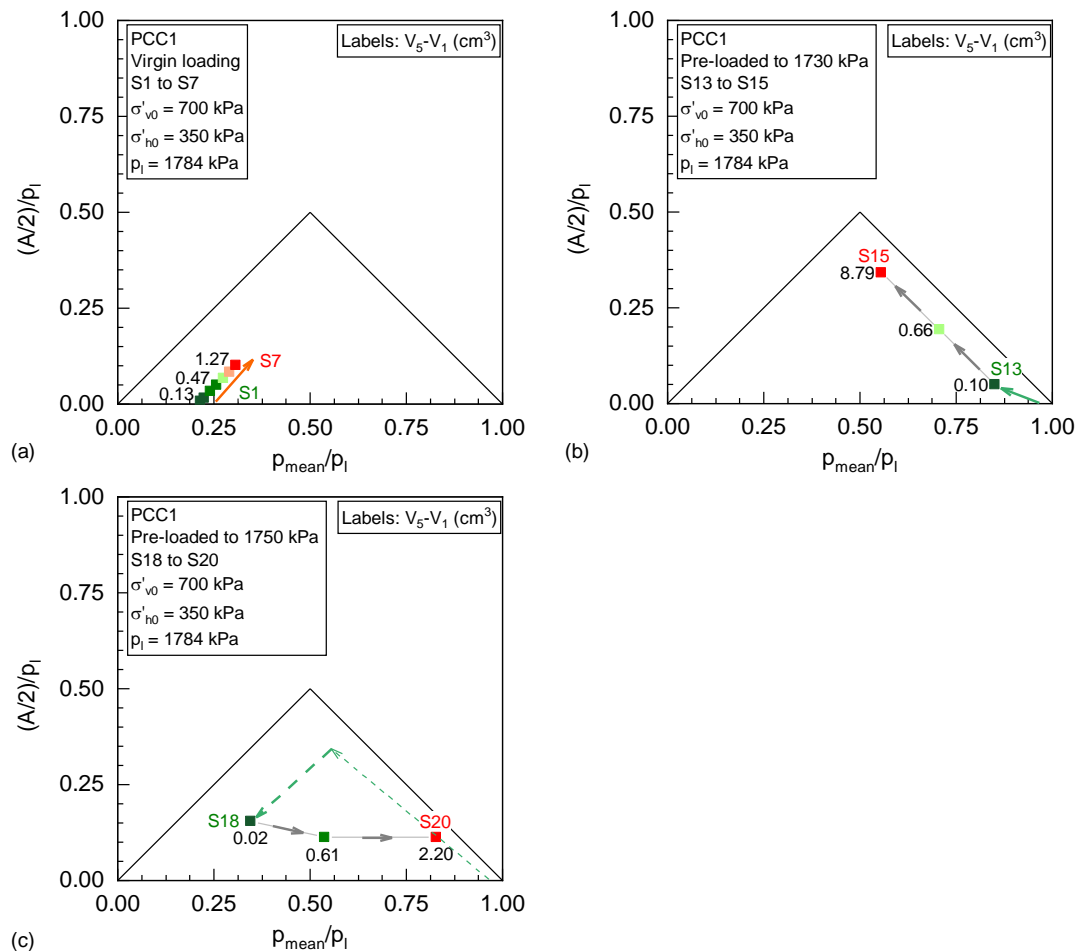 1.00
0.75
0.50
0.25
0.00
(A/2)/pl
PCC1
Virgin loading
S1 to S7
σ'v0 = 700 kPa
σ'h0 = 350 kPa
pl = 1784 kPa
Labels: V5-V1 (cm3)
1.27
0.47
0.13
S7
S1
0.00 0.25 0.50 0.75 1.00
pmean/pl
(a)
1.00
0.75
0.50
0.25
0.00
(A/2)/pl
PCC1
Pre-loaded to 1730 kPa
S13 to S15
σ'v0 = 700 kPa
σ'h0 = 350 kPa
pl = 1784 kPa
Labels: V5-V1 (cm3)
S15
8.79
0.66
S13
0.10
0.00 0.25 0.50 0.75 1.00
pmean/pl
(b)
1.00
0.75
0.50
0.25
0.00
(A/2)/pl
PCC1
Pre-loaded to 1750 kPa
S18 to S20
σ'v0 = 700 kPa
σ'h0 = 350 kPa
pl = 1784 kPa
Labels: V5-V1 (cm3)
S18
S20
0.02
0.61
2.20
0.00 0.25 0.50 0.75 1.00
pmean/pl
(c)